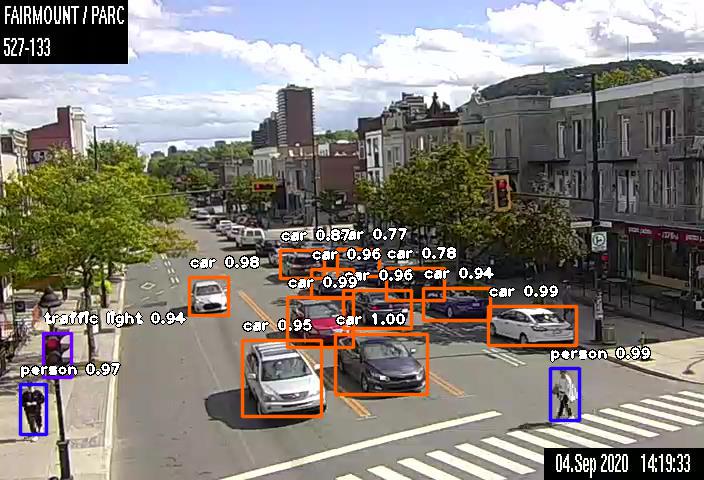 FAIRMOUNT / PARC
527-133
car 0.87
car 0.77
car 0.98
car 0.96
car 0.78
car 0.99
car 0.96
car 0.94
car 0.99
car 0.95
car 1.00
traffic light 0.94
person 0.99
person 0.97
04.Sep 2020 14:19:33